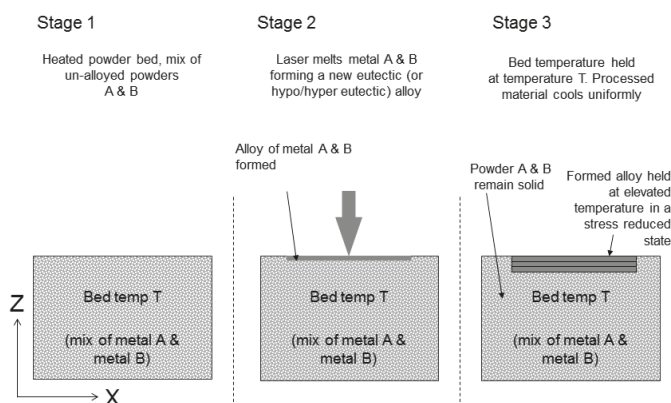 Stage 1
Heated powder bed, mix of
un-alloyed powders
A & B
Bed temp T
(mix of metal A &
metal B)
Z
X
Stage 2
Laser melts metal A & B
forming a new eutectic (or
hypo/hyper eutectic) alloy
Alloy of metal A & B
formed
Bed temp T
(mix of metal A &
metal B)
Stage 3
Bed temperature held
at temperature T. Processed
material cools uniformly
Powder A & B
remain solid
Formed alloy held
at elevated
temperature in a
stress reduced
state
Bed temp T
(mix of metal A &
metal B)